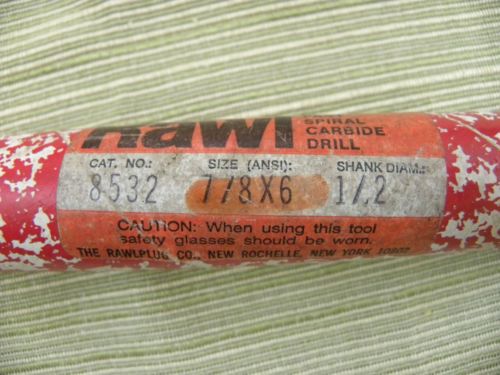 Rawl
SPIRAL
CARBIDE
DRILL
CAT. NO.: SIZE (ANSI): SHANK DIAM.:
8532 7/8X6 1/2
CAUTION: When using this tool
safety glasses should be worn.
THE RAWLPLUG CO., NEW ROCHELLE, NEW YORK 10802